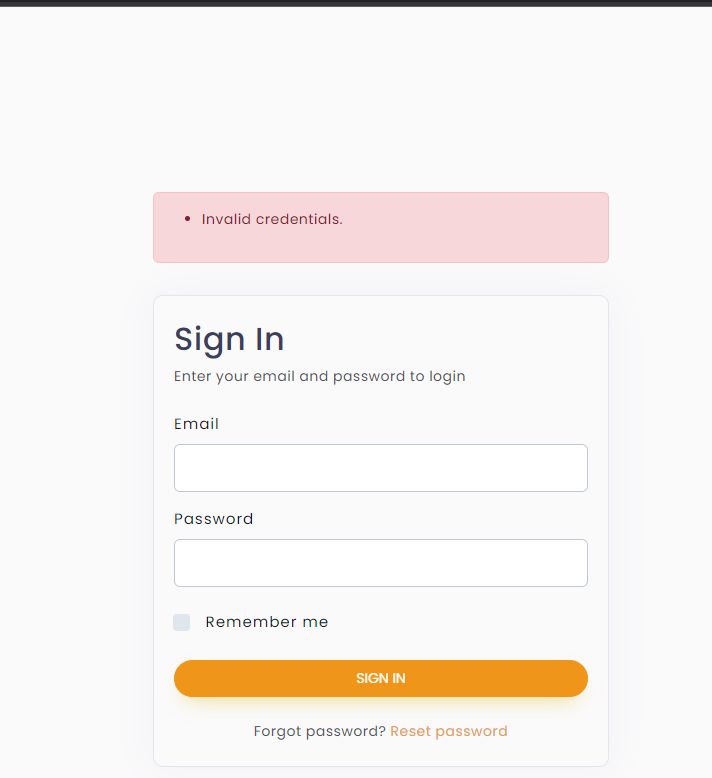 Invalid credentials.
Sign In
Enter your email and password to login
Email
Password
Remember me
SIGN IN
Forgot password? Reset password